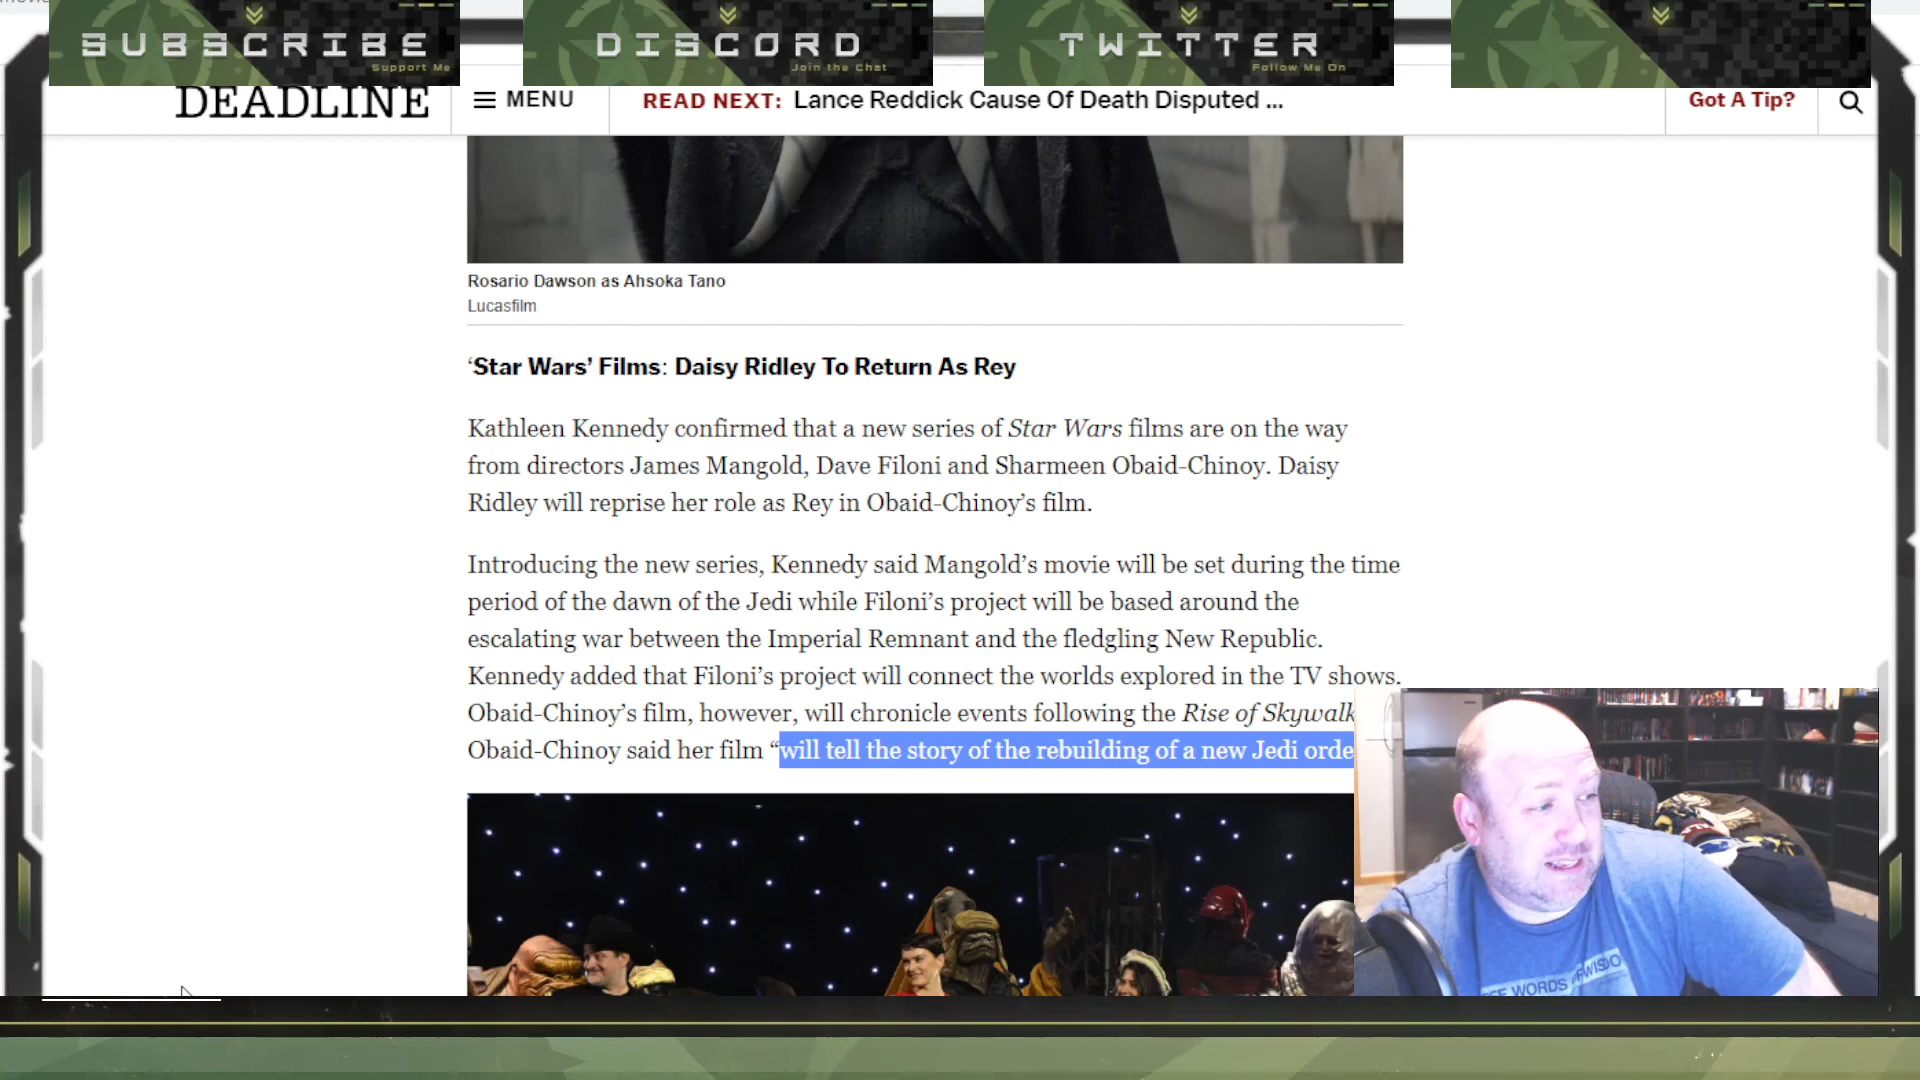 SUBSCRIBE
Support Me
DISCORD
Join the Chat
TWITTER
Follow Me On
DEADLINE
MENU
READ NEXT: Lance Reddick Cause Of Death Disputed ...
Got A Tip?
Rosario Dawson as Ahsoka Tano
Lucasfilm
‘Star Wars’ Films: Daisy Ridley To Return As Rey
Kathleen Kennedy confirmed that a new series of Star Wars films are on the way
from directors James Mangold, Dave Filoni and Sharmeen Obaid-Chinoy. Daisy
Ridley will reprise her role as Rey in Obaid-Chinoy’s film.
Introducing the new series, Kennedy said Mangold’s movie will be set during the time
period of the dawn of the Jedi while Filoni’s project will be based around the
escalating war between the Imperial Remnant and the fledgling New Republic.
Kennedy added that Filoni’s project will connect the worlds explored in the TV shows.
Obaid-Chinoy’s film, however, will chronicle events following the Rise of Skywalk
Obaid-Chinoy said her film “will tell the story of the rebuilding of a new Jedi orde
WORDS